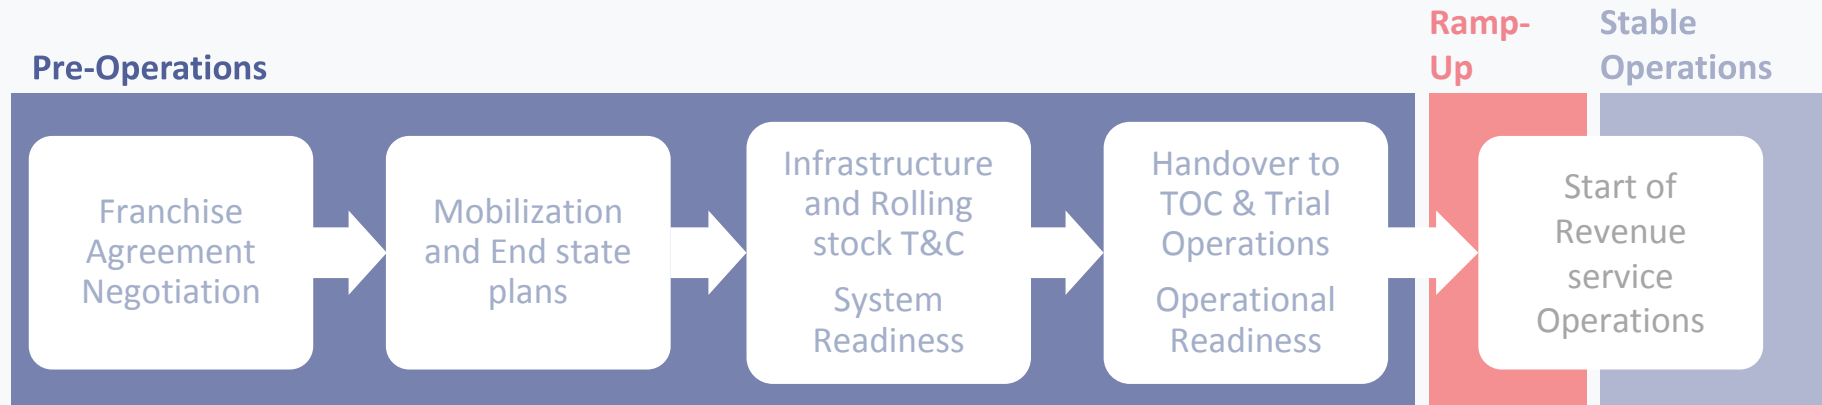 Pre-Operations
Ramp-
Up
Stable
Operations
Franchise
Agreement
Negotiation
Mobilization
and End state
plans
Infrastructure
and Rolling
stock T&C
System
Readiness
Handover to
TOC & Trial
Operations
Operational
Readiness
Start of
Revenue
service
Operations